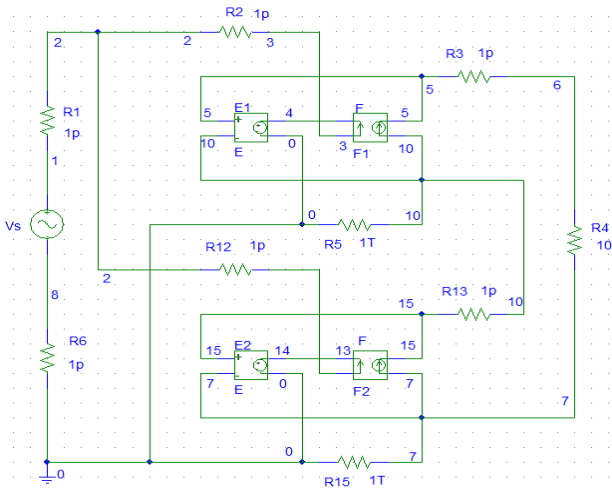 R2 1p
2 2 3
R3 1p
5 6
R1
1p
5 E1 4 F 5
10 E 0 3 F1 10
1
Vs
0 10
R5 1T
R4
10
R12 1p
2
8
R13 1p
15 10
R6
1p
15 E2 14 13 F 15
7 E 0 F2 7
7
0 7
0
R15 1T